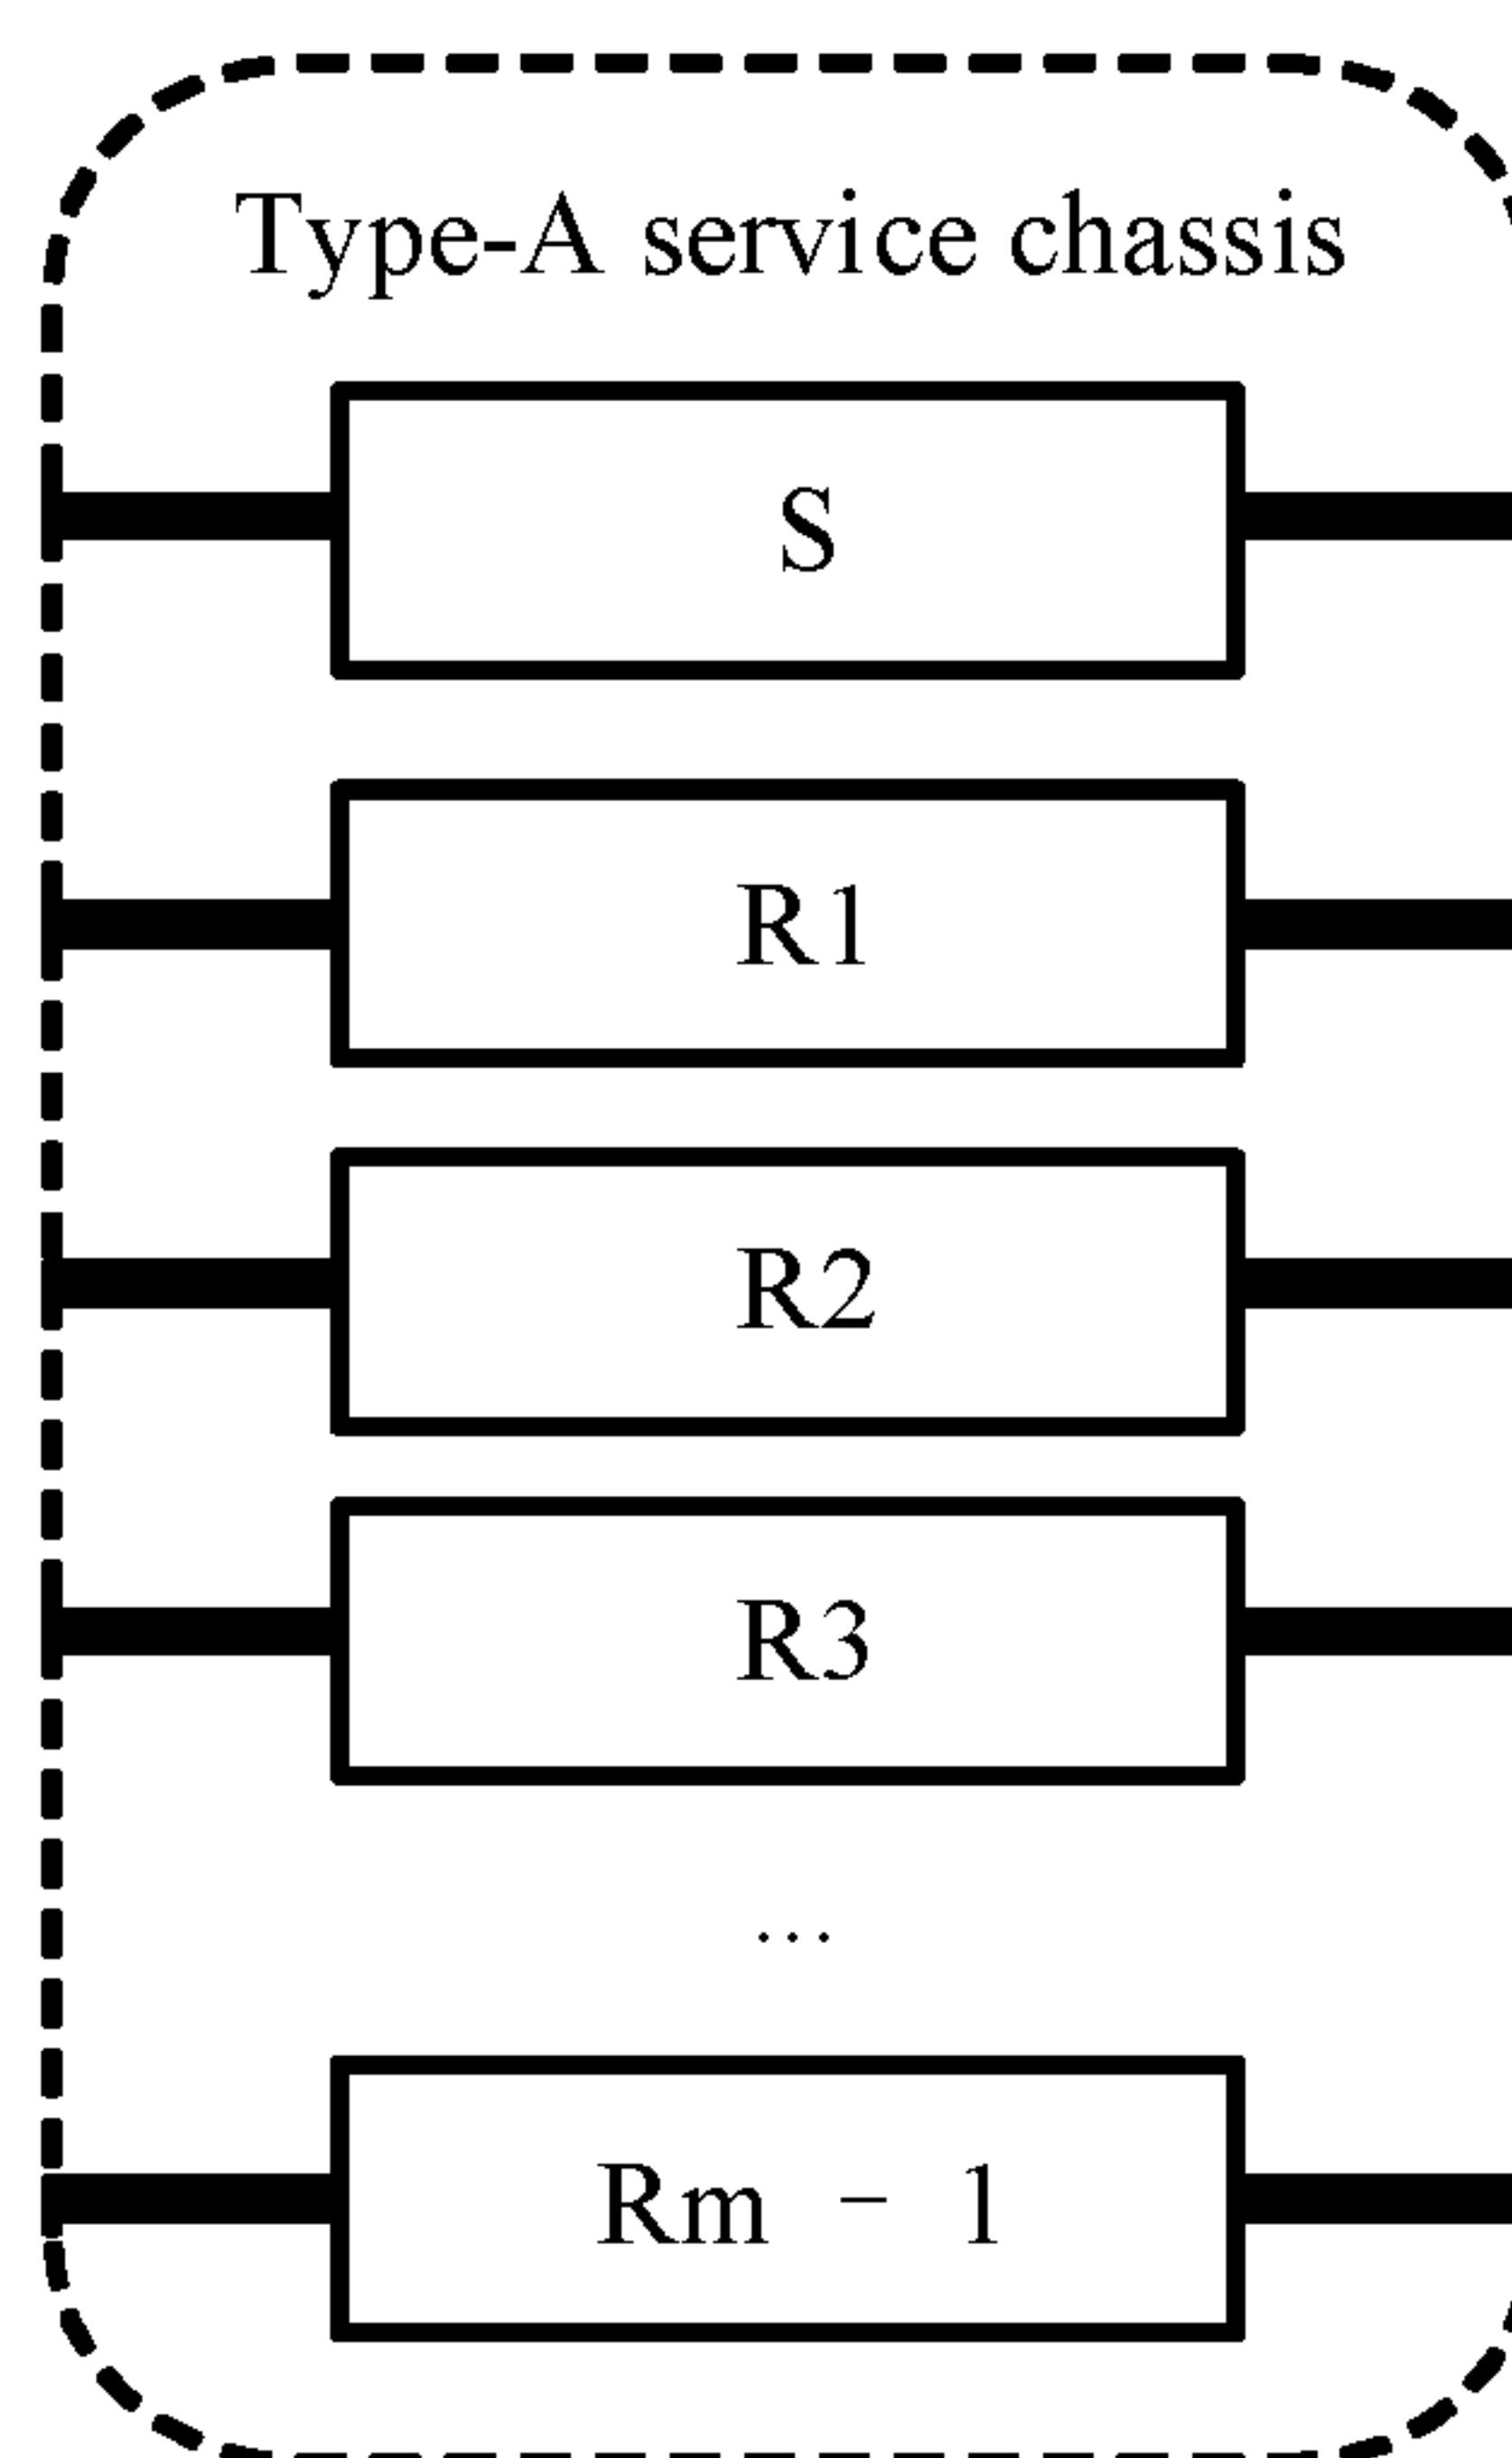 Type-A service chassis
S
R1
R2
R3
...
Rm - 1